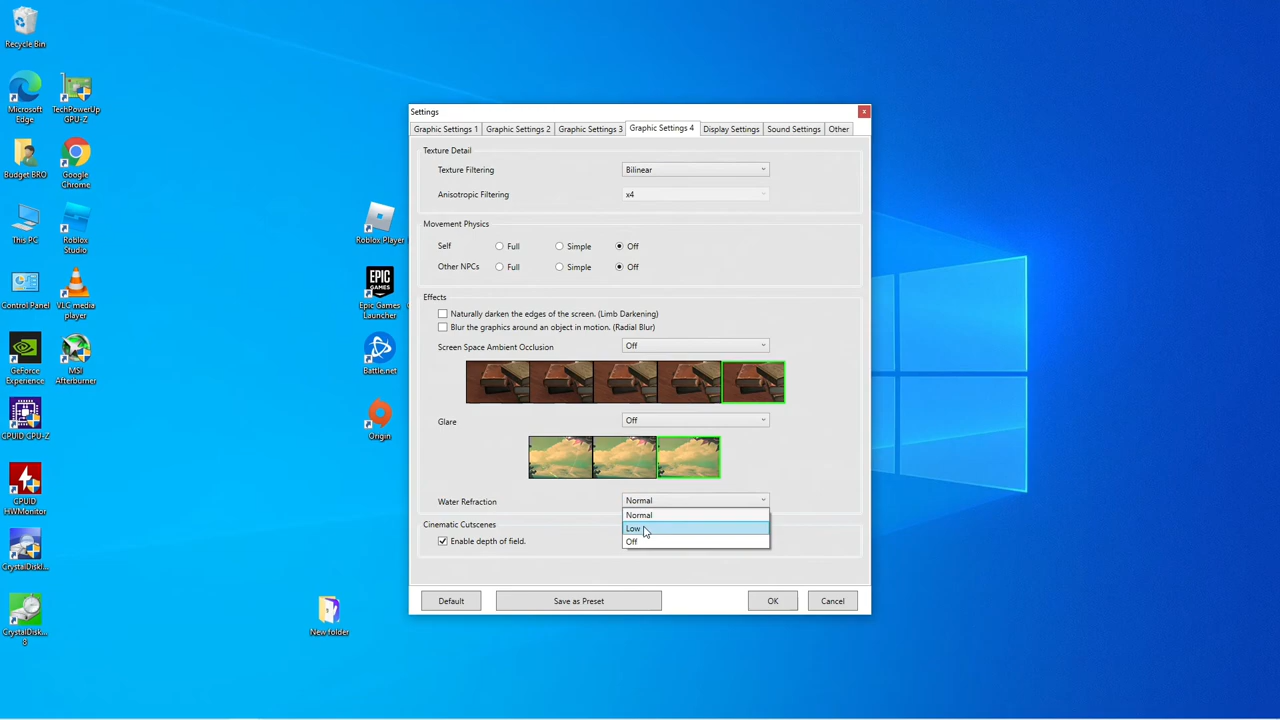 Recycle Bin
Microsoft
Edge
TechPowerUp
GPU-Z
Budget BRO
Google
Chrome
This PC
Roblox
Studio
Control Panel
VLC media
player
GeForce
Experience
MSI
Afterburner
CPUID CPU-Z
CPUID
HWMonitor
CrystalDiskI...
CrystalDisk...
8
Roblox Player
EPIC
GAMES
Epic Games
Launcher
Battle.net
Origin
New folder
Settings
x
Graphic Settings 1
Graphic Settings 2
Graphic Settings 3
Graphic Settings 4
Display Settings
Sound Settings
Other
Texture Detail
Texture Filtering
Bilinear
Anisotropic Filtering
x4
Movement Physics
Self
Full
Simple
Off
Other NPCs
Full
Simple
Off
Effects
Naturally darken the edges of the screen. (Limb Darkening)
Blur the graphics around an object in motion. (Radial Blur)
Screen Space Ambient Occlusion
Off
Glare
Off
Water Refraction
Normal
Normal
Low
Off
Cinematic Cutscenes
Enable depth of field.
Default
Save as Preset
OK
Cancel